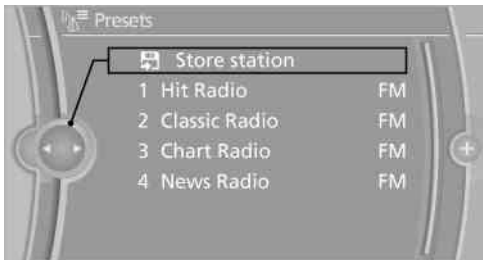 Presets
Store station
1 Hit Radio FM
2 Classic Radio FM
3 Chart Radio FM
4 News Radio FM